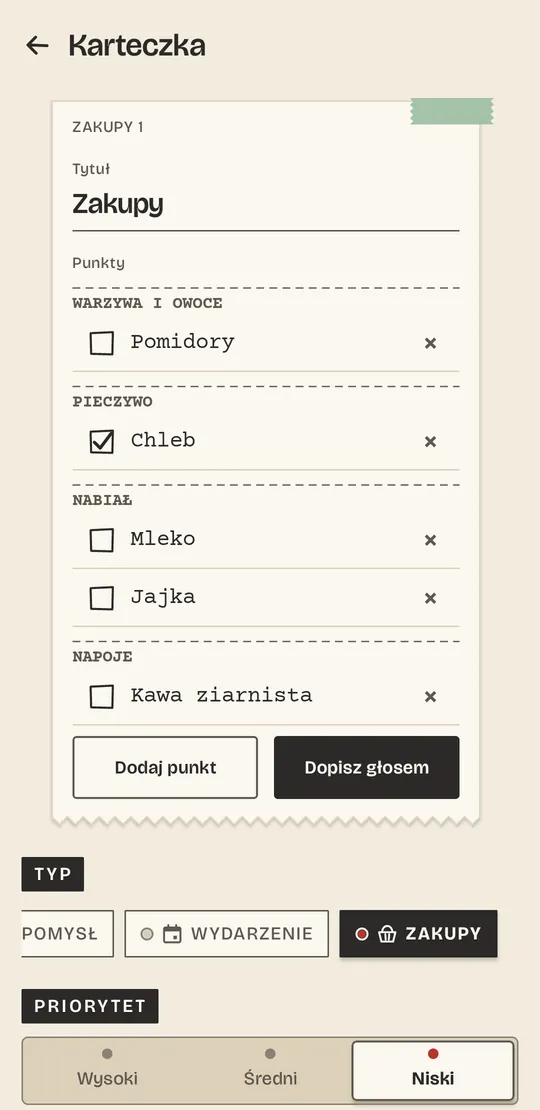 Karteczka
ZAKUPY 1
Tytuł
Zakupy
Punkty
WARZYWA I OWOCE
Pomidory ×
PIECZYWO
Chleb ×
NABIAŁ
Mleko ×
Jajka ×
NAPOJE
Kawa ziarnista ×
Dodaj punkt Dopisz głosem
TYP
POMYSŁ WYDARZENIE ZAKUPY
PRIORYTET
Wysoki Średni Niski